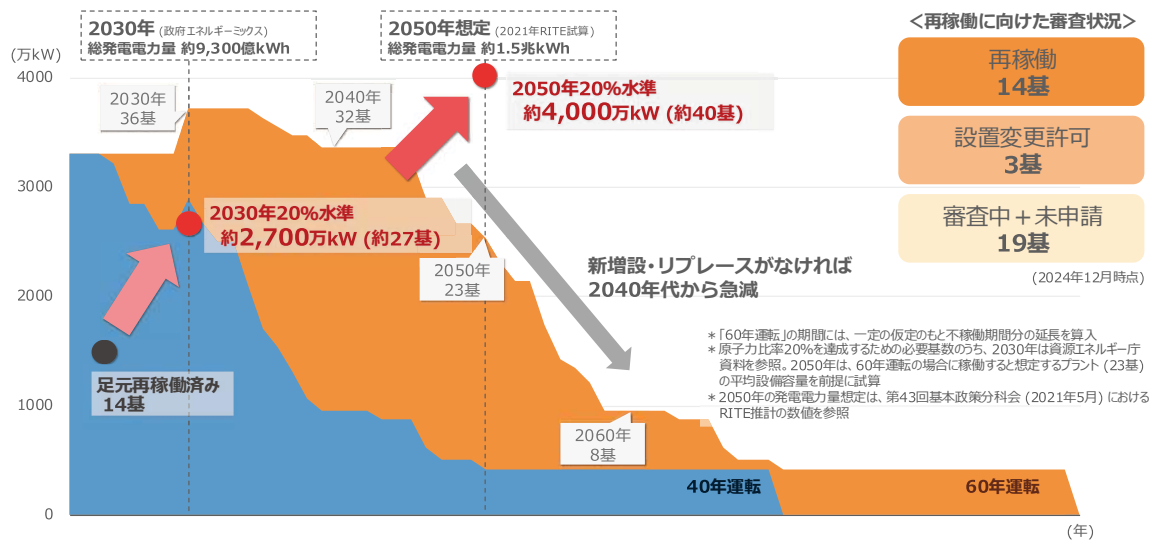 2030年 (政府エネルギーミックス)
総発電電力量 約9,300億kWh
2050年想定 (2021年RITE試算)
総発電電力量 約1.5兆kWh
(万kW)
4000
3000
2000
1000
0
2030年
36基
2040年
32基
2050年20%水準
約4,000万kW (約40基)
2030年20%水準
約2,700万kW (約27基)
2050年
23基
新増設・リプレースがなければ
2040年代から急減
足元再稼働済み
14基
2060年
8基
40年運転
60年運転
(年)
＜再稼働に向けた審査状況＞
再稼働
14基
設置変更許可
3基
審査中＋未申請
19基
(2024年12月時点)
＊「60年運転」の期間には、一定の仮定のもと不稼働期間分の延長を算入
＊原子力比率20%を達成するための必要基数のうち、2030年は資源エネルギー庁
資料を参照。2050年は、60年運転の場合に稼働すると想定するプラント (23基)
の平均設備容量を前提に試算
＊2050年の発電電力量想定は、第43回基本政策分科会 (2021年5月) における
RITE推計の数値を参照